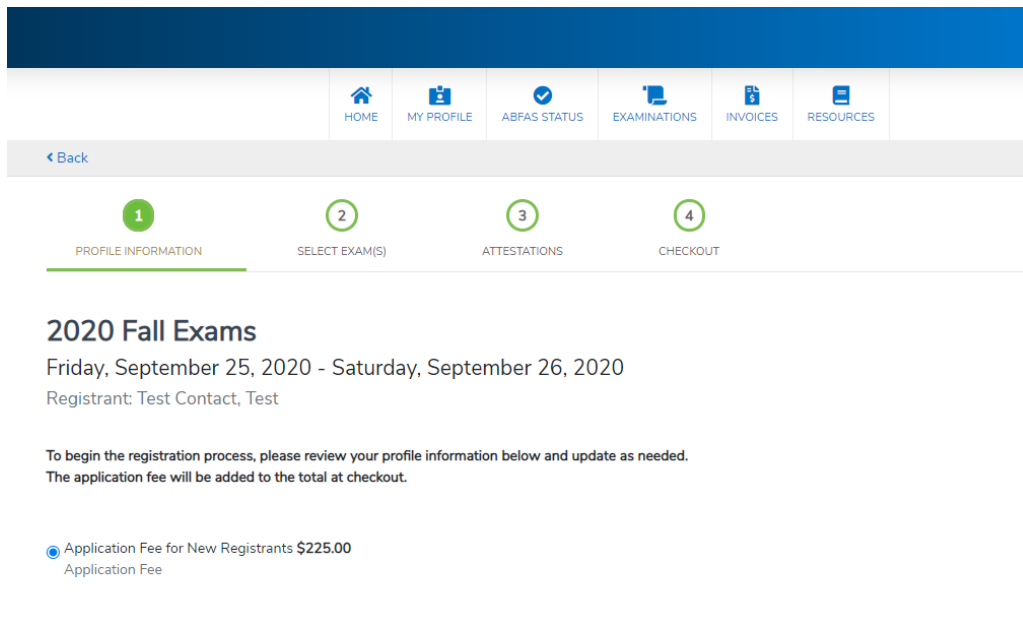 HOME
MY PROFILE
ABFAS STATUS
EXAMINATIONS
INVOICES
RESOURCES
Back
1
2
3
4
PROFILE INFORMATION
SELECT EXAM(S)
ATTESTATIONS
CHECKOUT
2020 Fall Exams
Friday, September 25, 2020 - Saturday, September 26, 2020
Registrant: Test Contact, Test
To begin the registration process, please review your profile information below and update as needed.
The application fee will be added to the total at checkout.
Application Fee for New Registrants $225.00
Application Fee